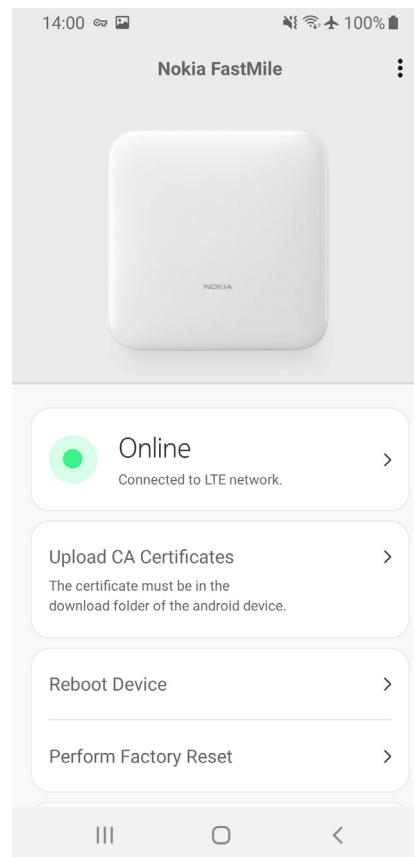 14:00 100%
Nokia FastMile
NOKIA
Online
Connected to LTE network.
Upload CA Certificates
The certificate must be in the
download folder of the android device.
Reboot Device
Perform Factory Reset